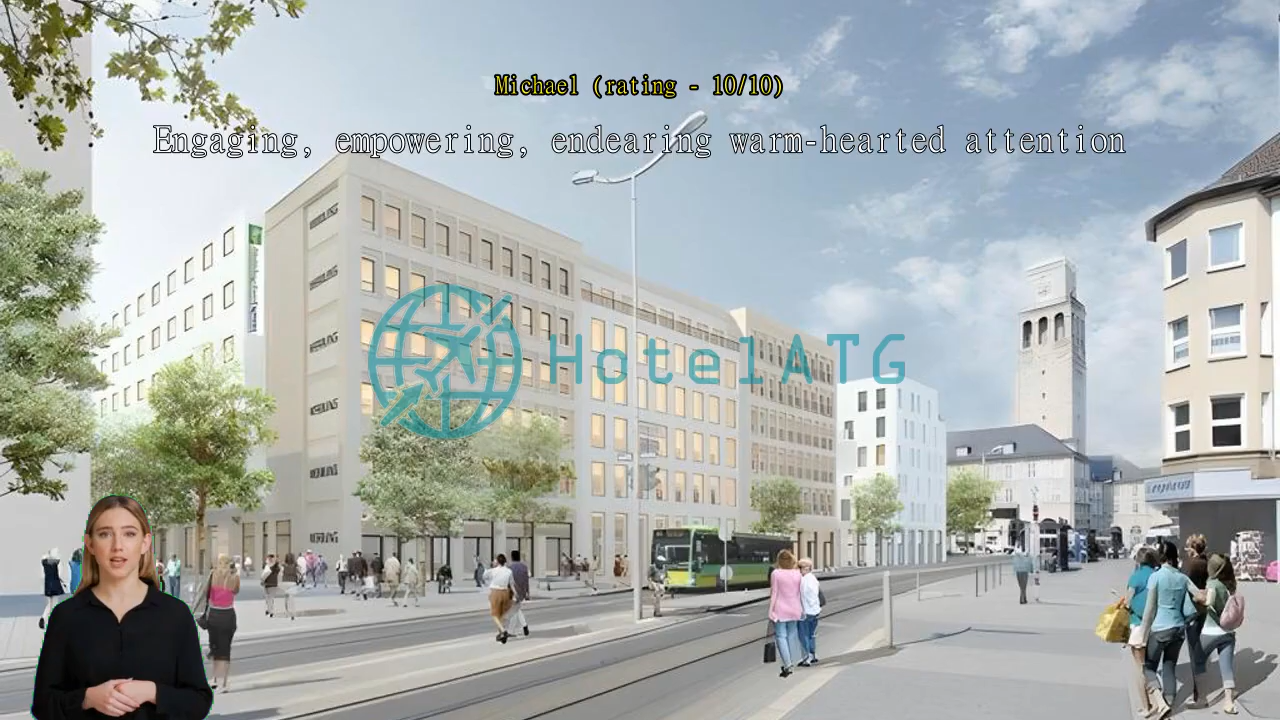 Michael (rating - 10/10)
Engaging, empowering, endearing warm-hearted attention
HotelATG